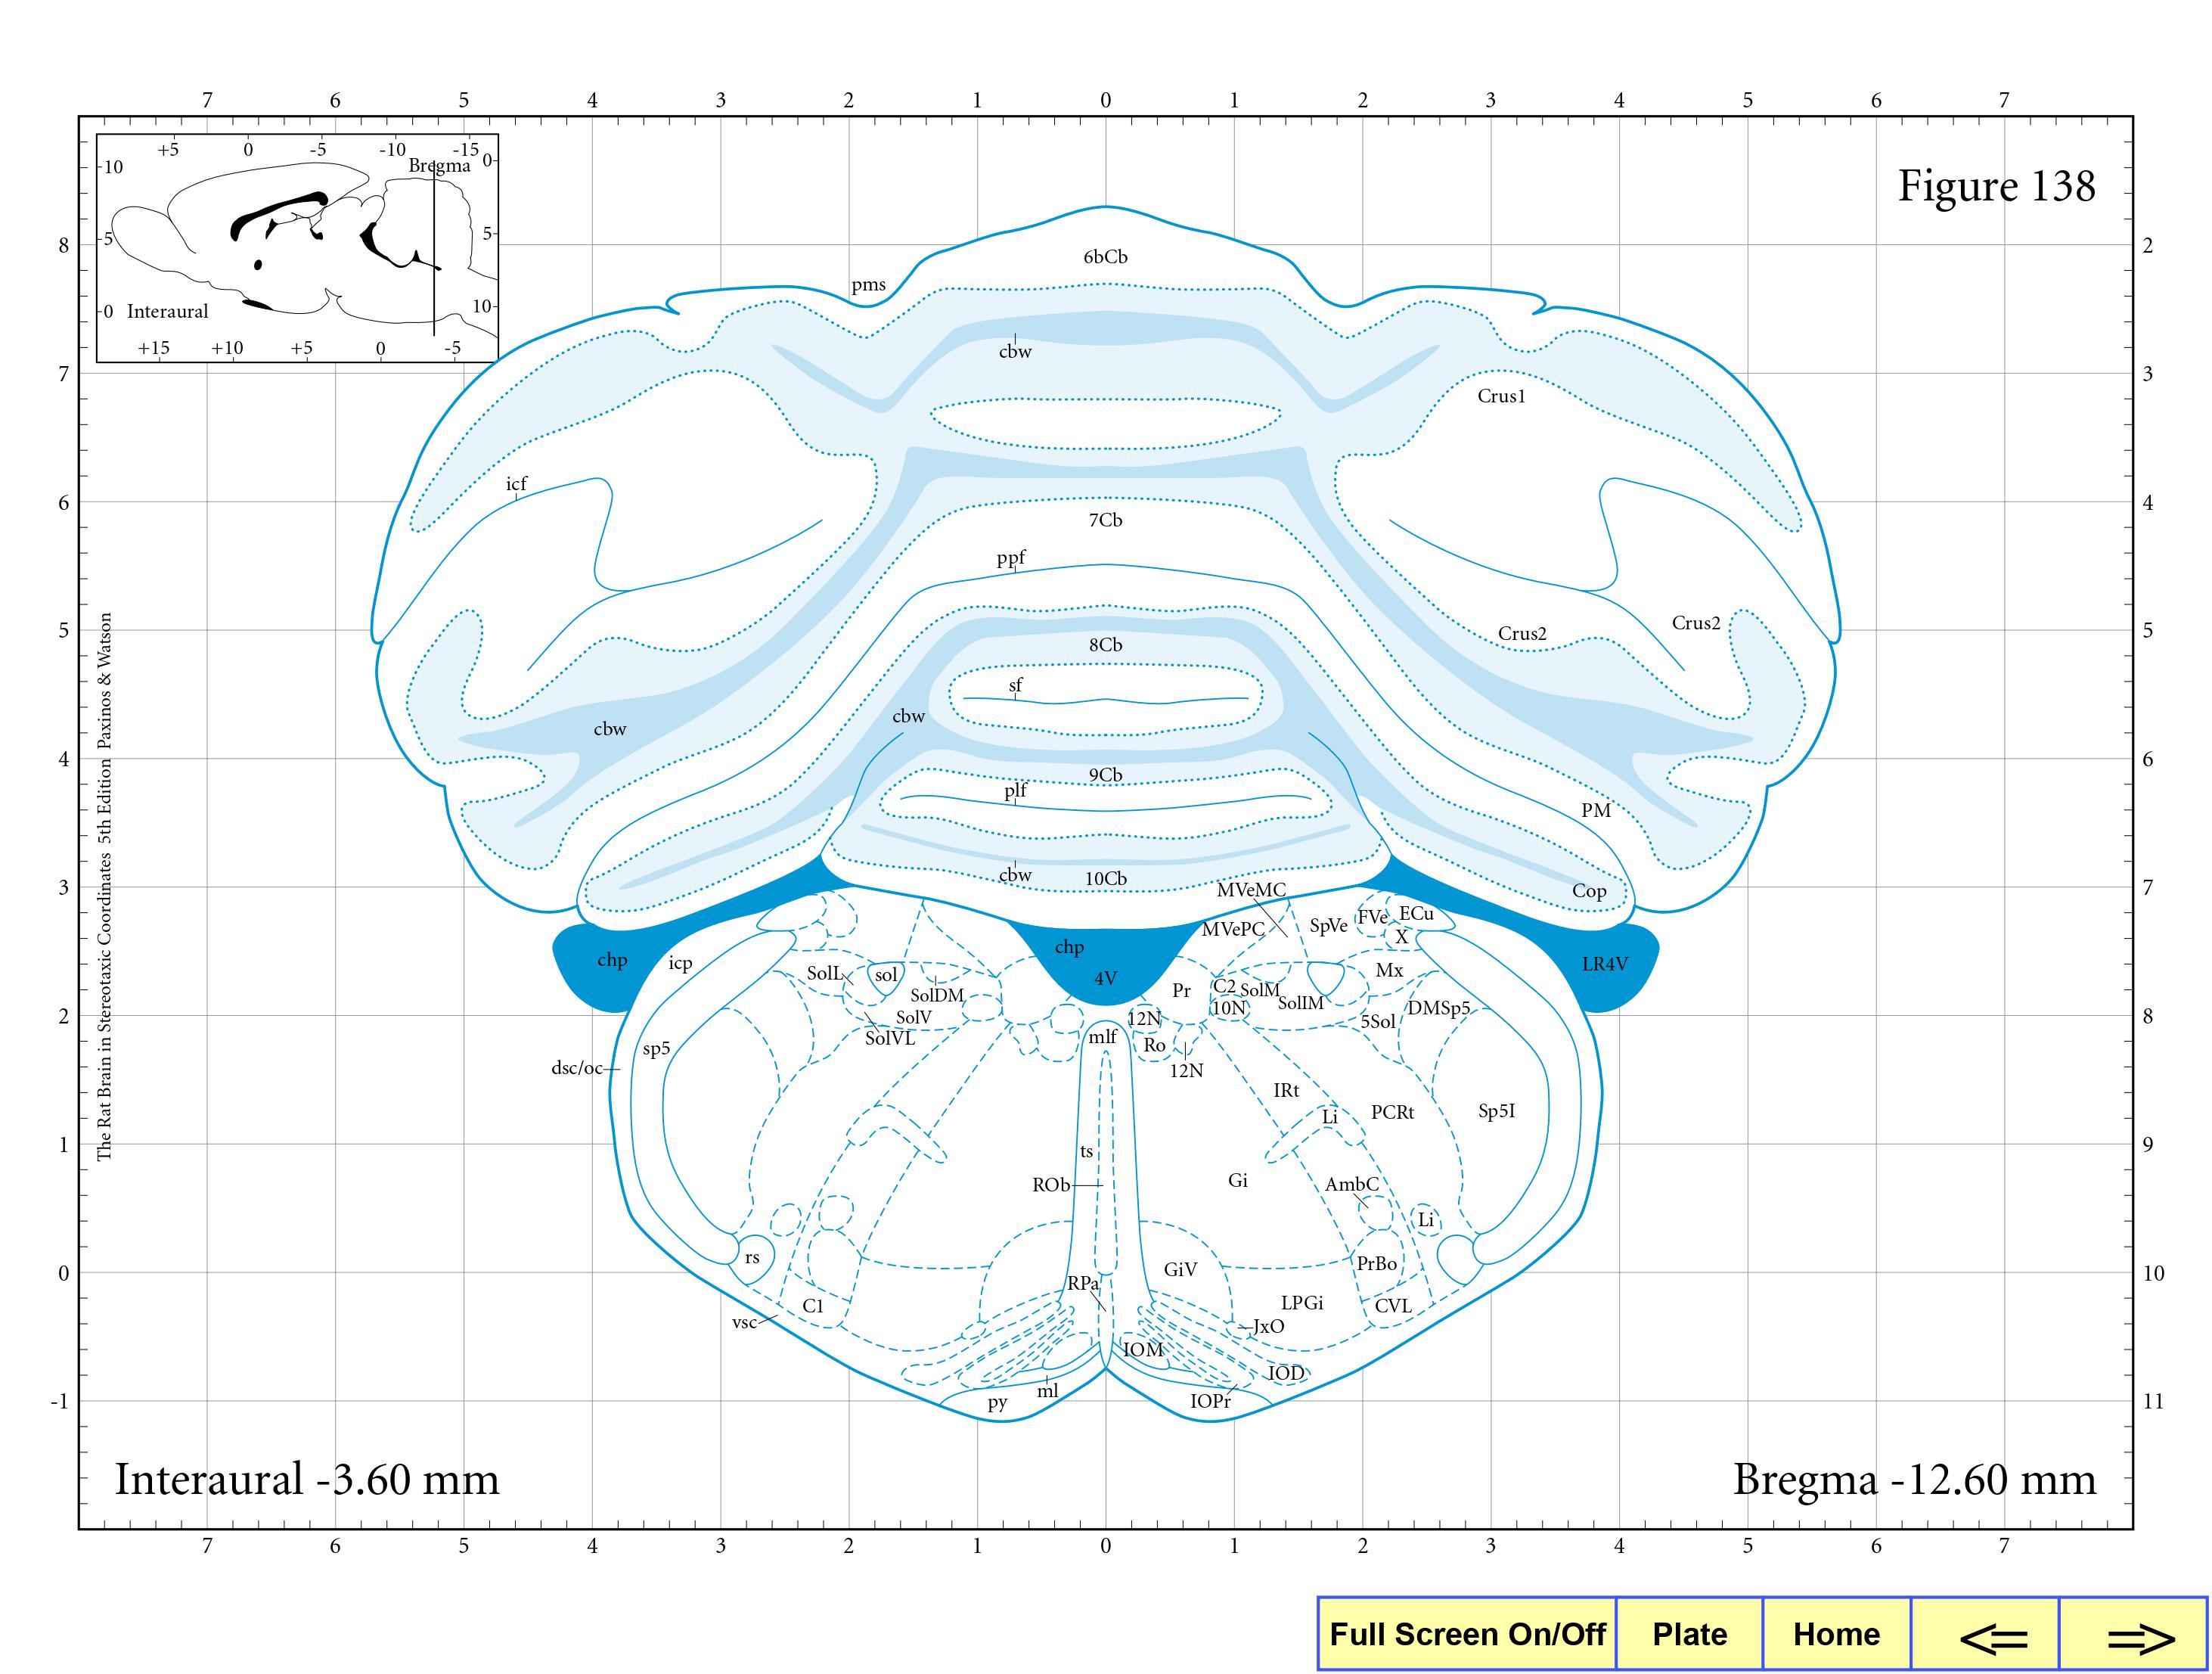 7 6 5 4 3 2 1 0 1 2 3 4 5 6 7
+5 0 -5 -10 -15
Bregma 0
10
5 5
0 Interaural 10
+15 +10 +5 0 -5
Figure 138
8 2
7 3
6 4
5 5
4 6
3 7
2 8
1 9
0 10
-1 11
The Rat Brain in Stereotaxic Coordinates 5th Edition Paxinos & Watson
6bCb
pms
cbw
Crus1
icf
7Cb
ppf
Crus2
Crus2
8Cb
sf
cbw
cbw
9Cb
plf
PM
cbw
10Cb
Cop
MVeMC
MVePC
SpVe
FVe
ECu
X
chp
chp
icp
4V
LR4V
SolL
sol
SolDM
SolV
SolVL
Pr
C2
SolM
SolIM
10N
Mx
DMSp5
5Sol
12N
mlf
Ro
12N
sp5
dsc/oc
IRt
Li
PCRt
Sp5I
ts
ROb
Gi
AmbC
Li
rs
RPa
GiV
PrBo
C1
vsc
LPGi
CVL
JxO
IOM
IOD
IOPr
ml
py
Interaural -3.60 mm
Bregma -12.60 mm
7 6 5 4 3 2 1 0 1 2 3 4 5 6 7
Full Screen On/Off Plate Home <= =>